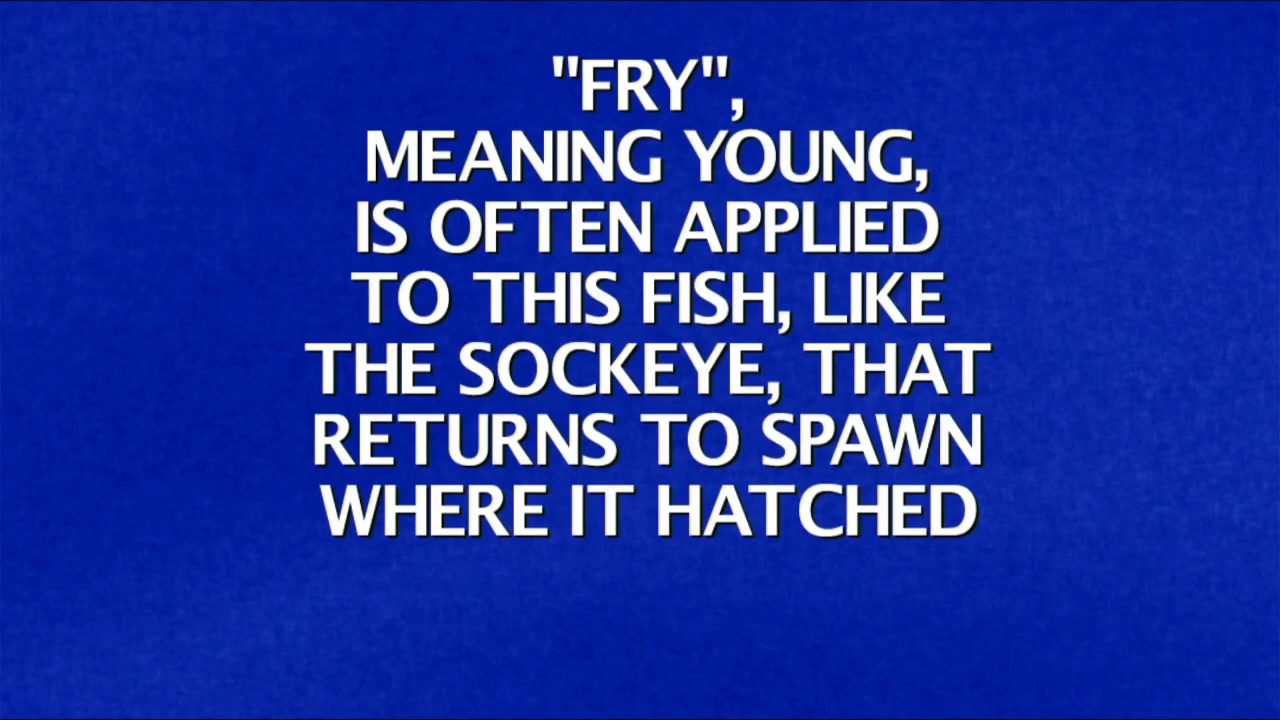 "FRY",
MEANING YOUNG,
IS OFTEN APPLIED
TO THIS FISH, LIKE
THE SOCKEYE, THAT
RETURNS TO SPAWN
WHERE IT HATCHED